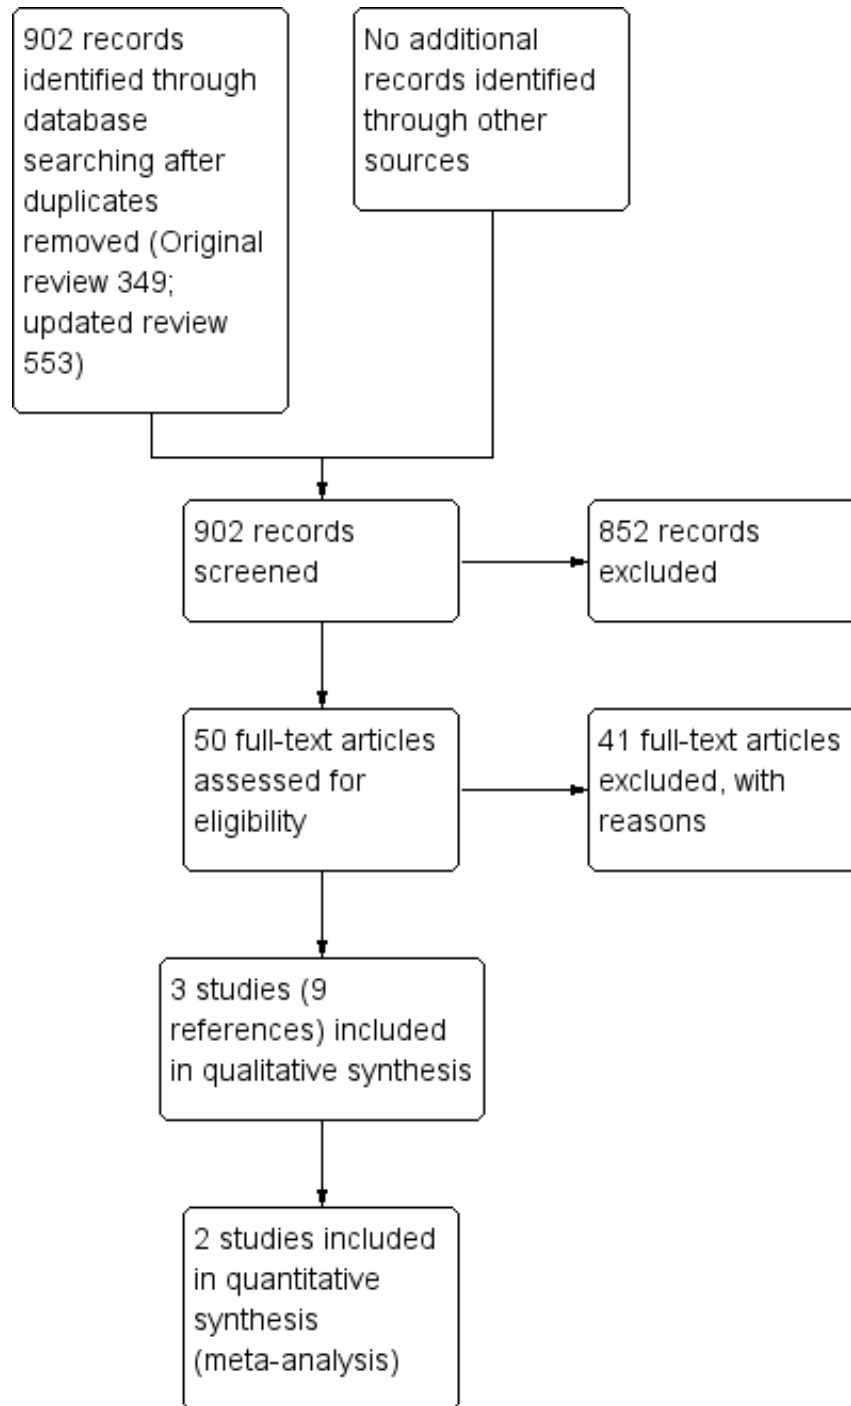 902 records
identified through
database
searching after
duplicates
removed (Original
review 349;
updated review
553)
No additional
records identified
through other
sources
902 records
screened
852 records
excluded
50 full-text articles
assessed for
eligibility
41 full-text articles
excluded, with
reasons
3 studies (9
references) included
in qualitative synthesis
2 studies included
in quantitative
synthesis
(meta-analysis)